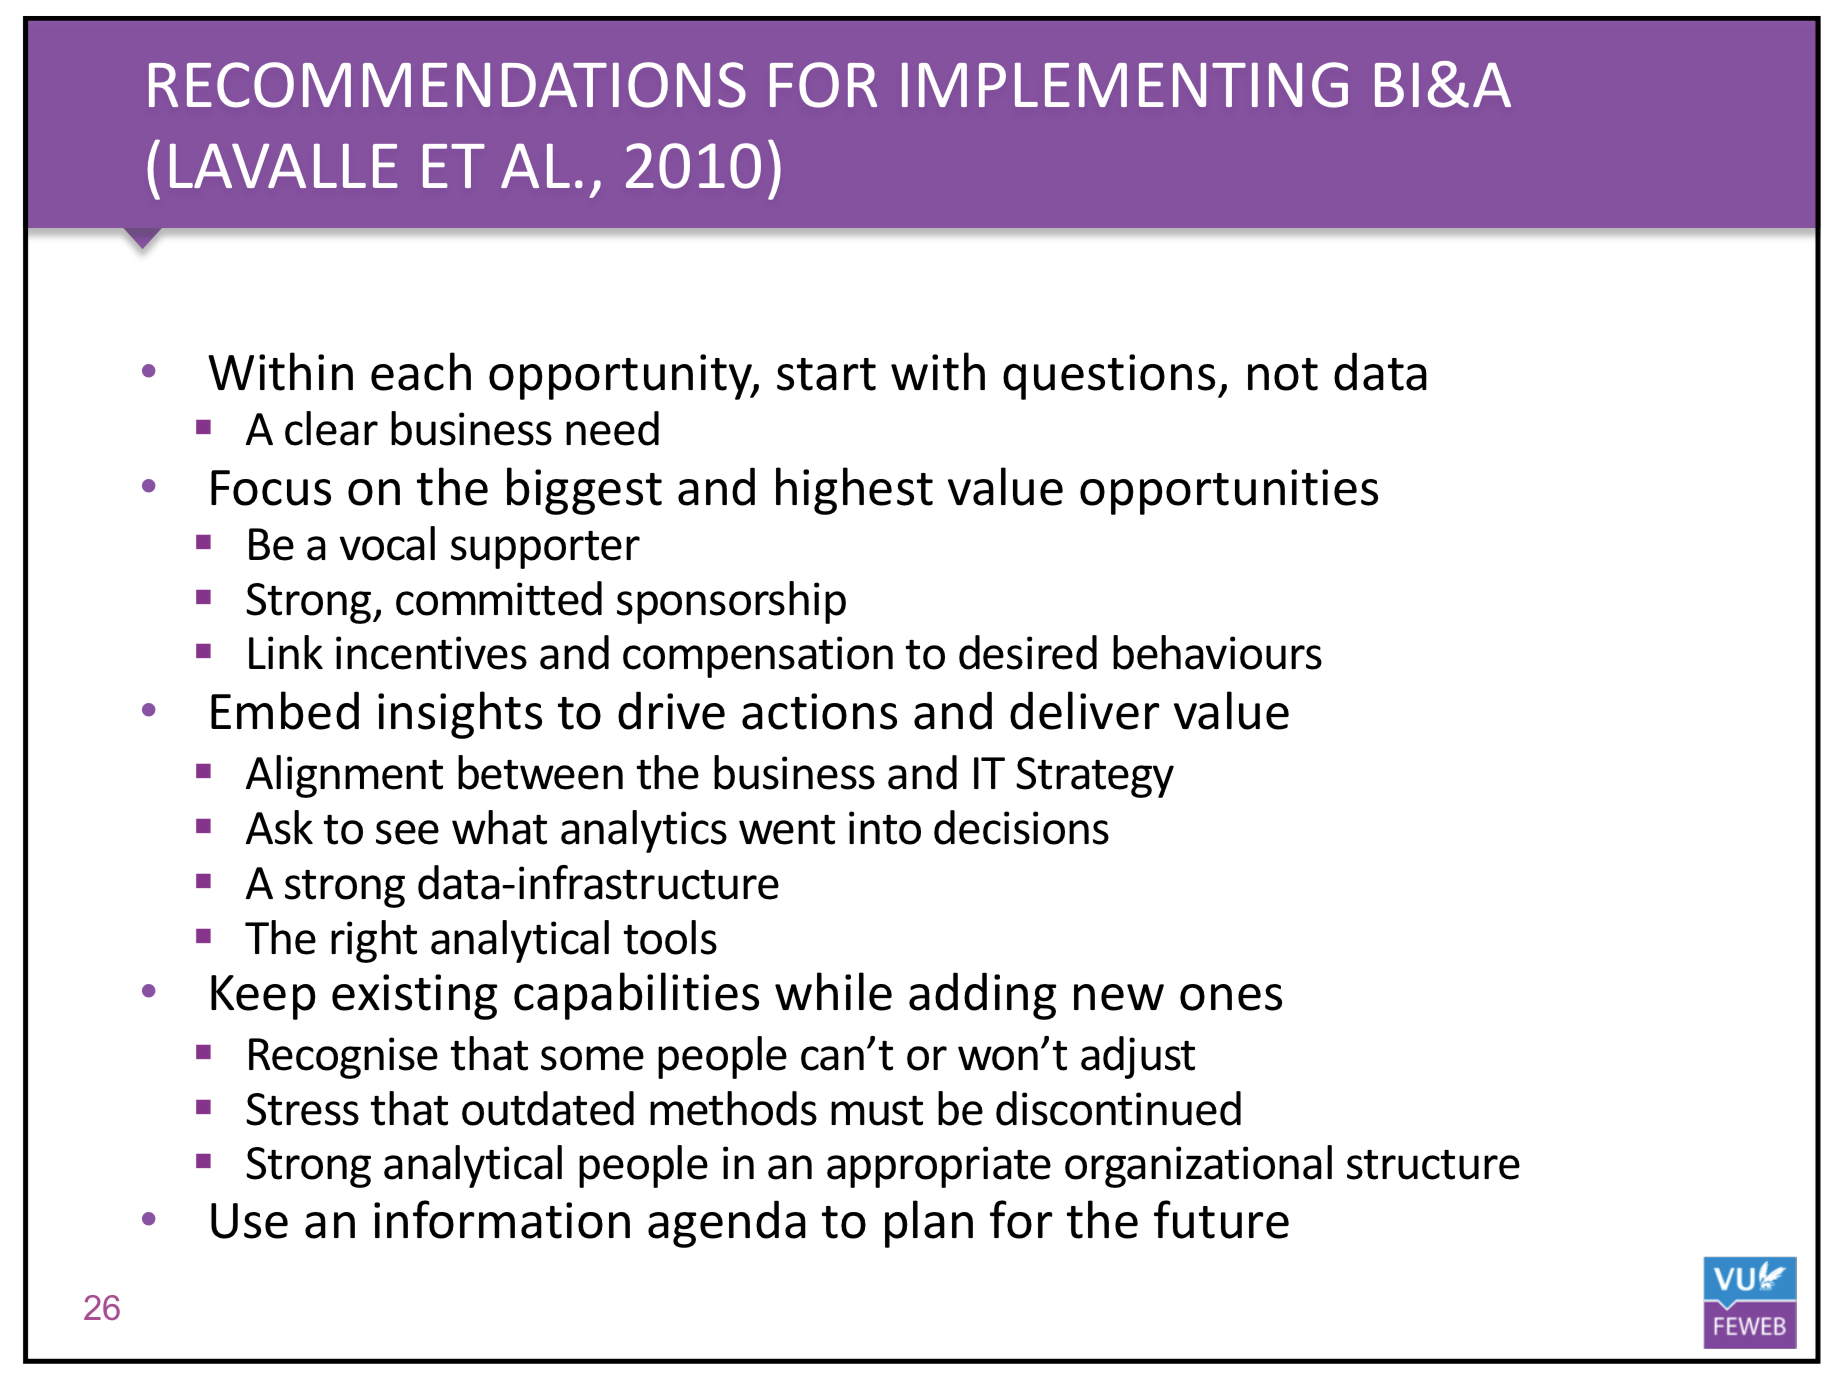 RECOMMENDATIONS FOR IMPLEMENTING BI&A
(LAVALLE ET AL., 2010)
• Within each opportunity, start with questions, not data
▪ A clear business need
• Focus on the biggest and highest value opportunities
▪ Be a vocal supporter
▪ Strong, committed sponsorship
▪ Link incentives and compensation to desired behaviours
• Embed insights to drive actions and deliver value
▪ Alignment between the business and IT Strategy
▪ Ask to see what analytics went into decisions
▪ A strong data-infrastructure
▪ The right analytical tools
• Keep existing capabilities while adding new ones
▪ Recognise that some people can’t or won’t adjust
▪ Stress that outdated methods must be discontinued
▪ Strong analytical people in an appropriate organizational structure
• Use an information agenda to plan for the future
26
VU
FEWEB